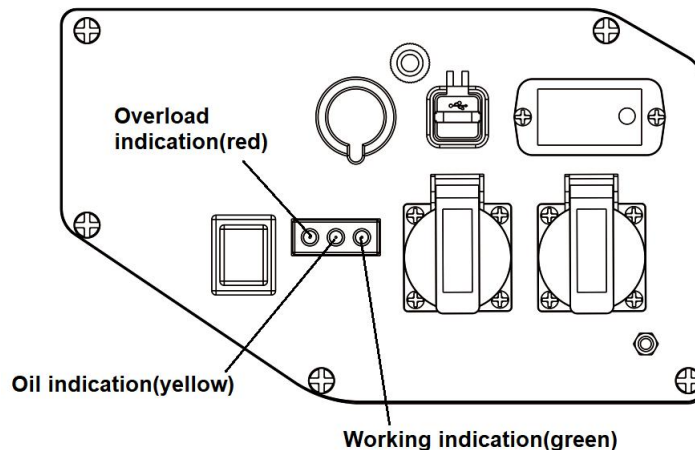 Overload
indication(red)
Oil indication(yellow)
Working indication(green)